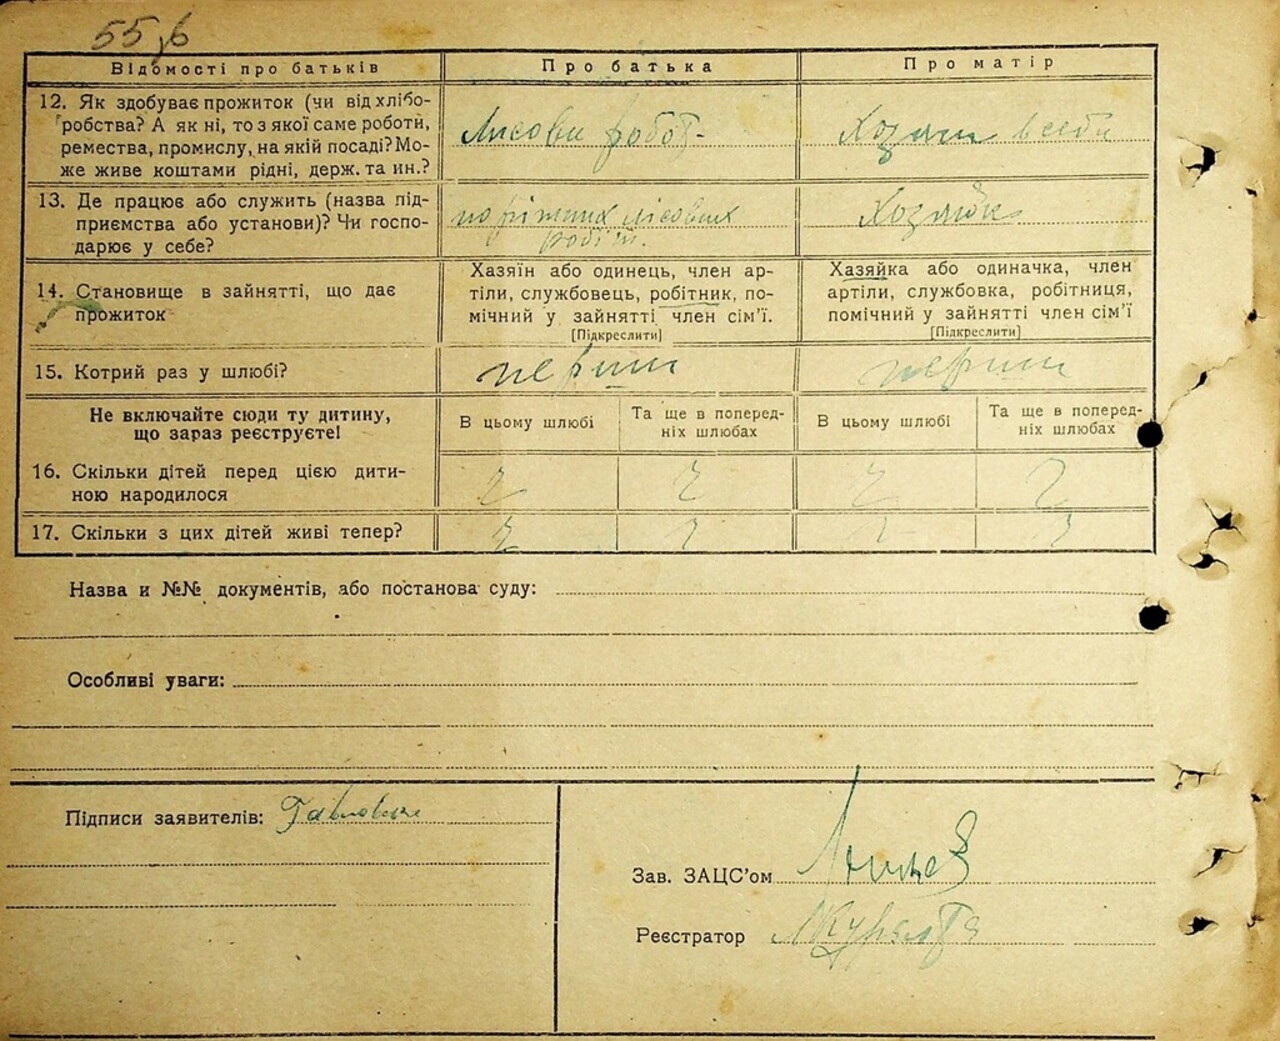 55,б
Відомості про батьків
Про батька
Про матір
12. Як здобуває прожиток (чи від хлібо-
робства? А як ні, то з якої саме роботи,
ремества, промислу, на якій посаді? Мо-
же живе коштами рідні, держ. та ин.?
Лисови робот-
13. Де працює або служить (назва під-
приємства або установи)? Чи госпо-
дарює у себе?
по ріжних лісових
робіт.
Хозяйка
14. Становище в зайнятті, що дає
прожиток
Хазяїн або одинець, член ар-
тіли, службовець, робітник, по-
мічний у зайнятті член сім'ї.
[Підкреслити]
Хазяйка або одиначка, член
артіли, службовка, робітниця,
помічний у зайнятті член сім'ї
[Підкреслити]
15. Котрий раз у шлюбі?
перший
перший
Не включайте сюди ту дитину,
що зараз реєструєте!
В цьому шлюбі
Та ще в поперед-
ніх шлюбах
В цьому шлюбі
Та ще в поперед-
ніх шлюбах
16. Скільки дітей перед цією дити-
ною народилося
17. Скільки з цих дітей живі тепер?
Назва и №№ документів, або постанова суду:
Особливі уваги:
Підписи заявителів:
Зав. ЗАЦС'ом
Реєстратор